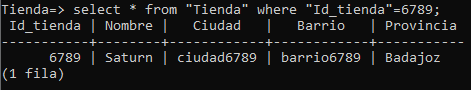 Tienda=> select * from "Tienda" where "Id_tienda"=6789;
 Id_tienda | Nombre |   Ciudad   |   Barrio   | Provincia
-----------+--------+------------+------------+-----------
      6789 | Saturn | ciudad6789 | barrio6789 | Badajoz
(1 fila)